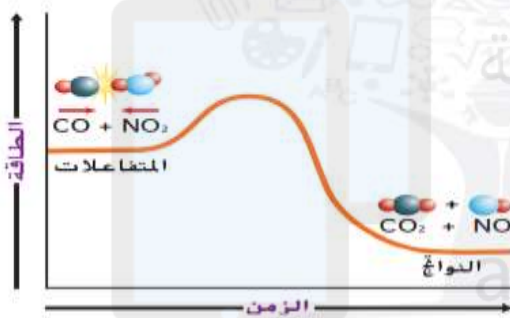 الطاقة
CO + NO₂
المتفاعلات
+
CO₂ + NO
النواتج
الزمن